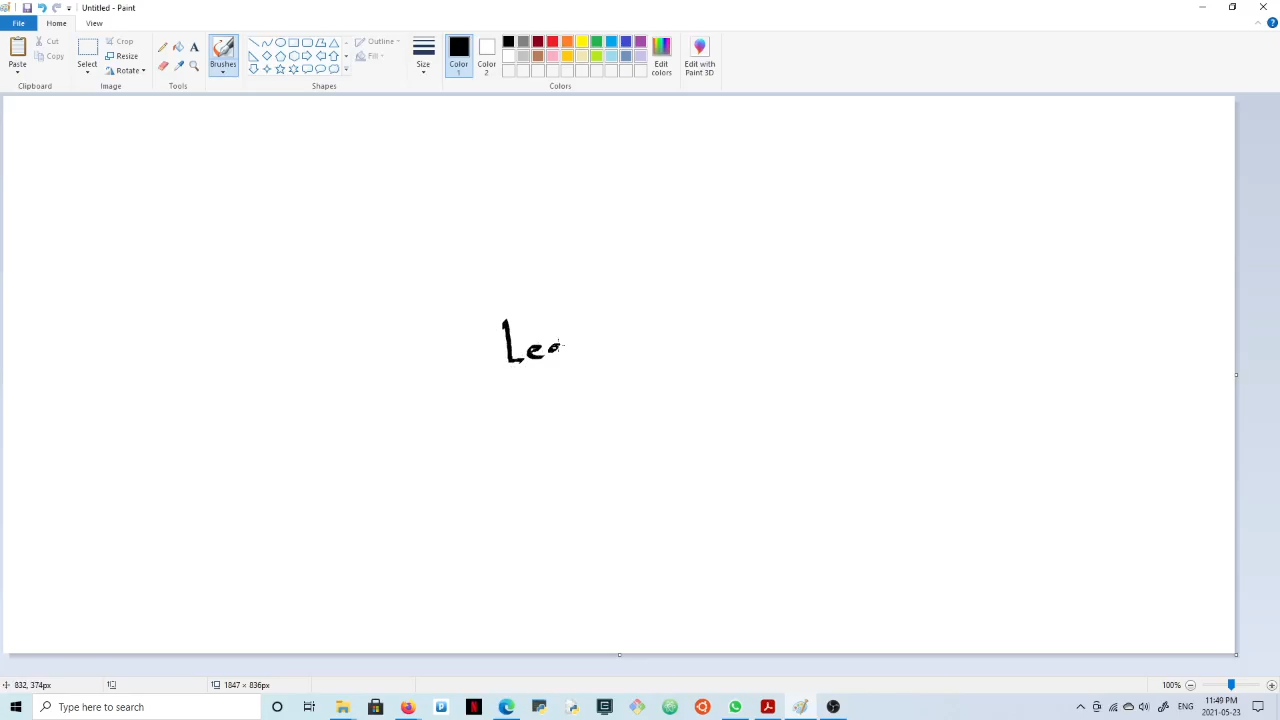 Untitled - Paint
File
Home
View
Paste
Cut
Copy
Clipboard
Select
Crop
Resize
Rotate
Image
Tools
Brushes
Outline
Fill
Shapes
Size
Color 1
Color 2
Edit colors
Colors
Edit with Paint 3D
Lea
832, 374px
1847 × 836px
100%
Type here to search
ENG
11:49 PM
2021-05-23